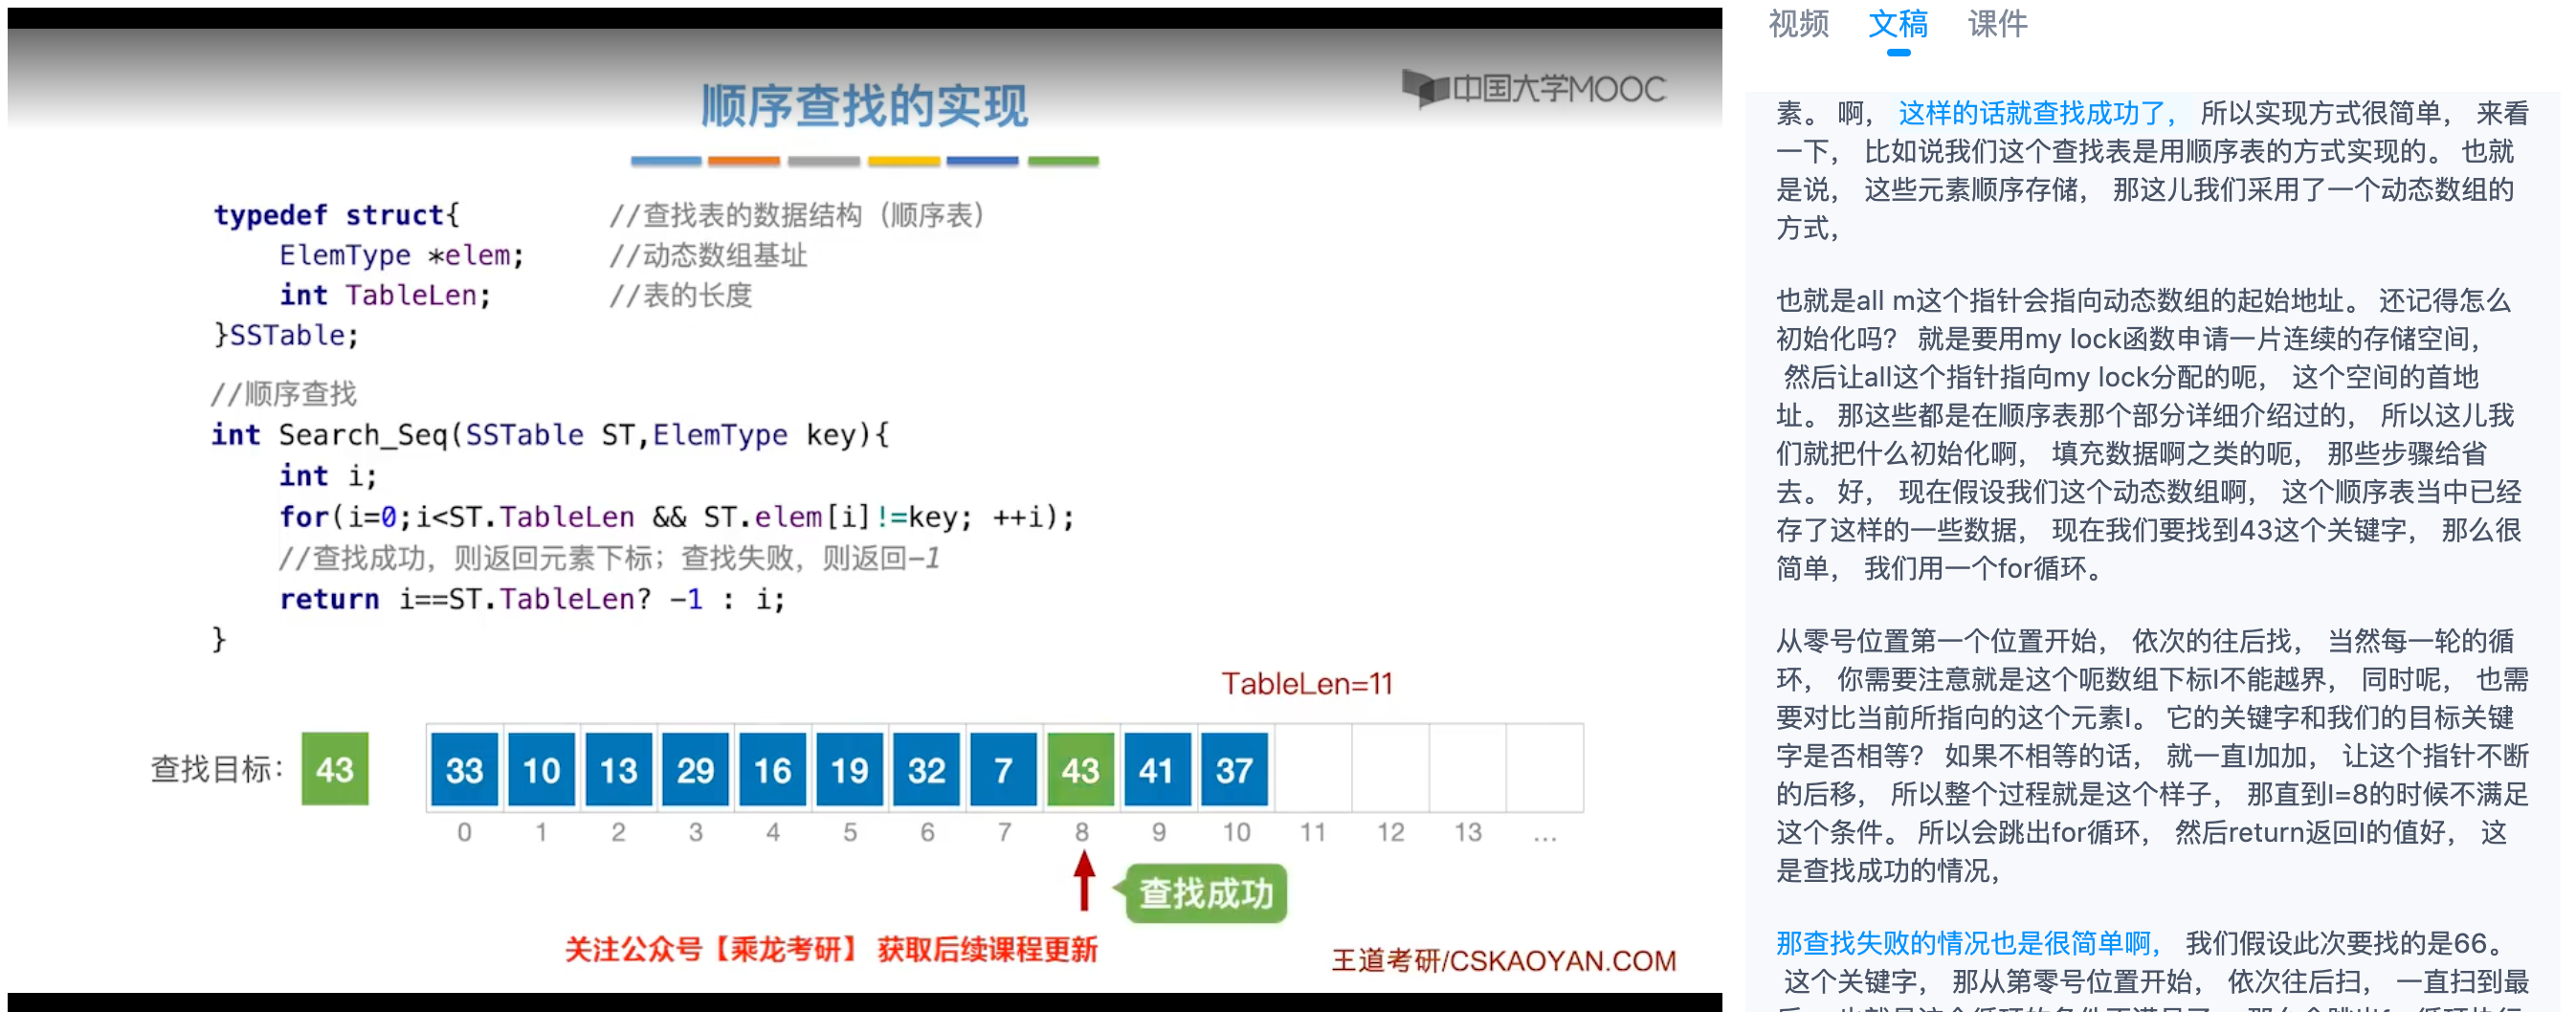 顺序查找的实现
中国大学MOOC
typedef struct{ //查找表的数据结构（顺序表）
ElemType *elem; //动态数组基址
int TableLen; //表的长度
}SSTable;
//顺序查找
int Search_Seq(SSTable ST,ElemType key){
int i;
for(i=0;i<ST.TableLen && ST.elem[i]!=key; ++i);
//查找成功，则返回元素下标；查找失败，则返回-1
return i==ST.TableLen? -1 : i;
}
TableLen=11
查找目标： 43 33 10 13 29 16 19 32 7 43 41 37
0 1 2 3 4 5 6 7 8 9 10 11 12 13 ...
查找成功
关注公众号【乘龙考研】 获取后续课程更新
王道考研/CSKAOYAN.COM
视频 文稿 课件
素。 啊， 这样的话就查找成功了， 所以实现方式很简单， 来看
一下， 比如说我们这个查找表是用顺序表的方式实现的。 也就
是说， 这些元素顺序存储， 那这儿我们采用了一个动态数组的
方式，
也就是all m这个指针会指向动态数组的起始地址。 还记得怎么
初始化吗？ 就是要用my lock函数申请一片连续的存储空间，
然后让all这个指针指向my lock分配的呃， 这个空间的首地
址。 那这些都是在顺序表那个部分详细介绍过的， 所以这儿我
们就把什么初始化啊， 填充数据啊之类的呃， 那些步骤给省
去。 好， 现在假设我们这个动态数组啊， 这个顺序表当中已经
存了这样的一些数据， 现在我们要找到43这个关键字， 那么很
简单， 我们用一个for循环。
从零号位置第一个位置开始， 依次的往后找， 当然每一轮的循
环， 你需要注意就是这个呃数组下标I不能越界， 同时呢， 也需
要对比当前所指向的这个元素I。 它的关键字和我们的目标关键
字是否相等？ 如果不相等的话， 就一直I加加， 让这个指针不断
的后移， 所以整个过程就是这个样子， 那直到I=8的时候不满足
这个条件。 所以会跳出for循环， 然后return返回I的值好， 这
是查找成功的情况，
那查找失败的情况也是很简单啊， 我们假设此次要找的是66。
这个关键字， 那从第零号位置开始， 依次往后扫， 一直扫到最